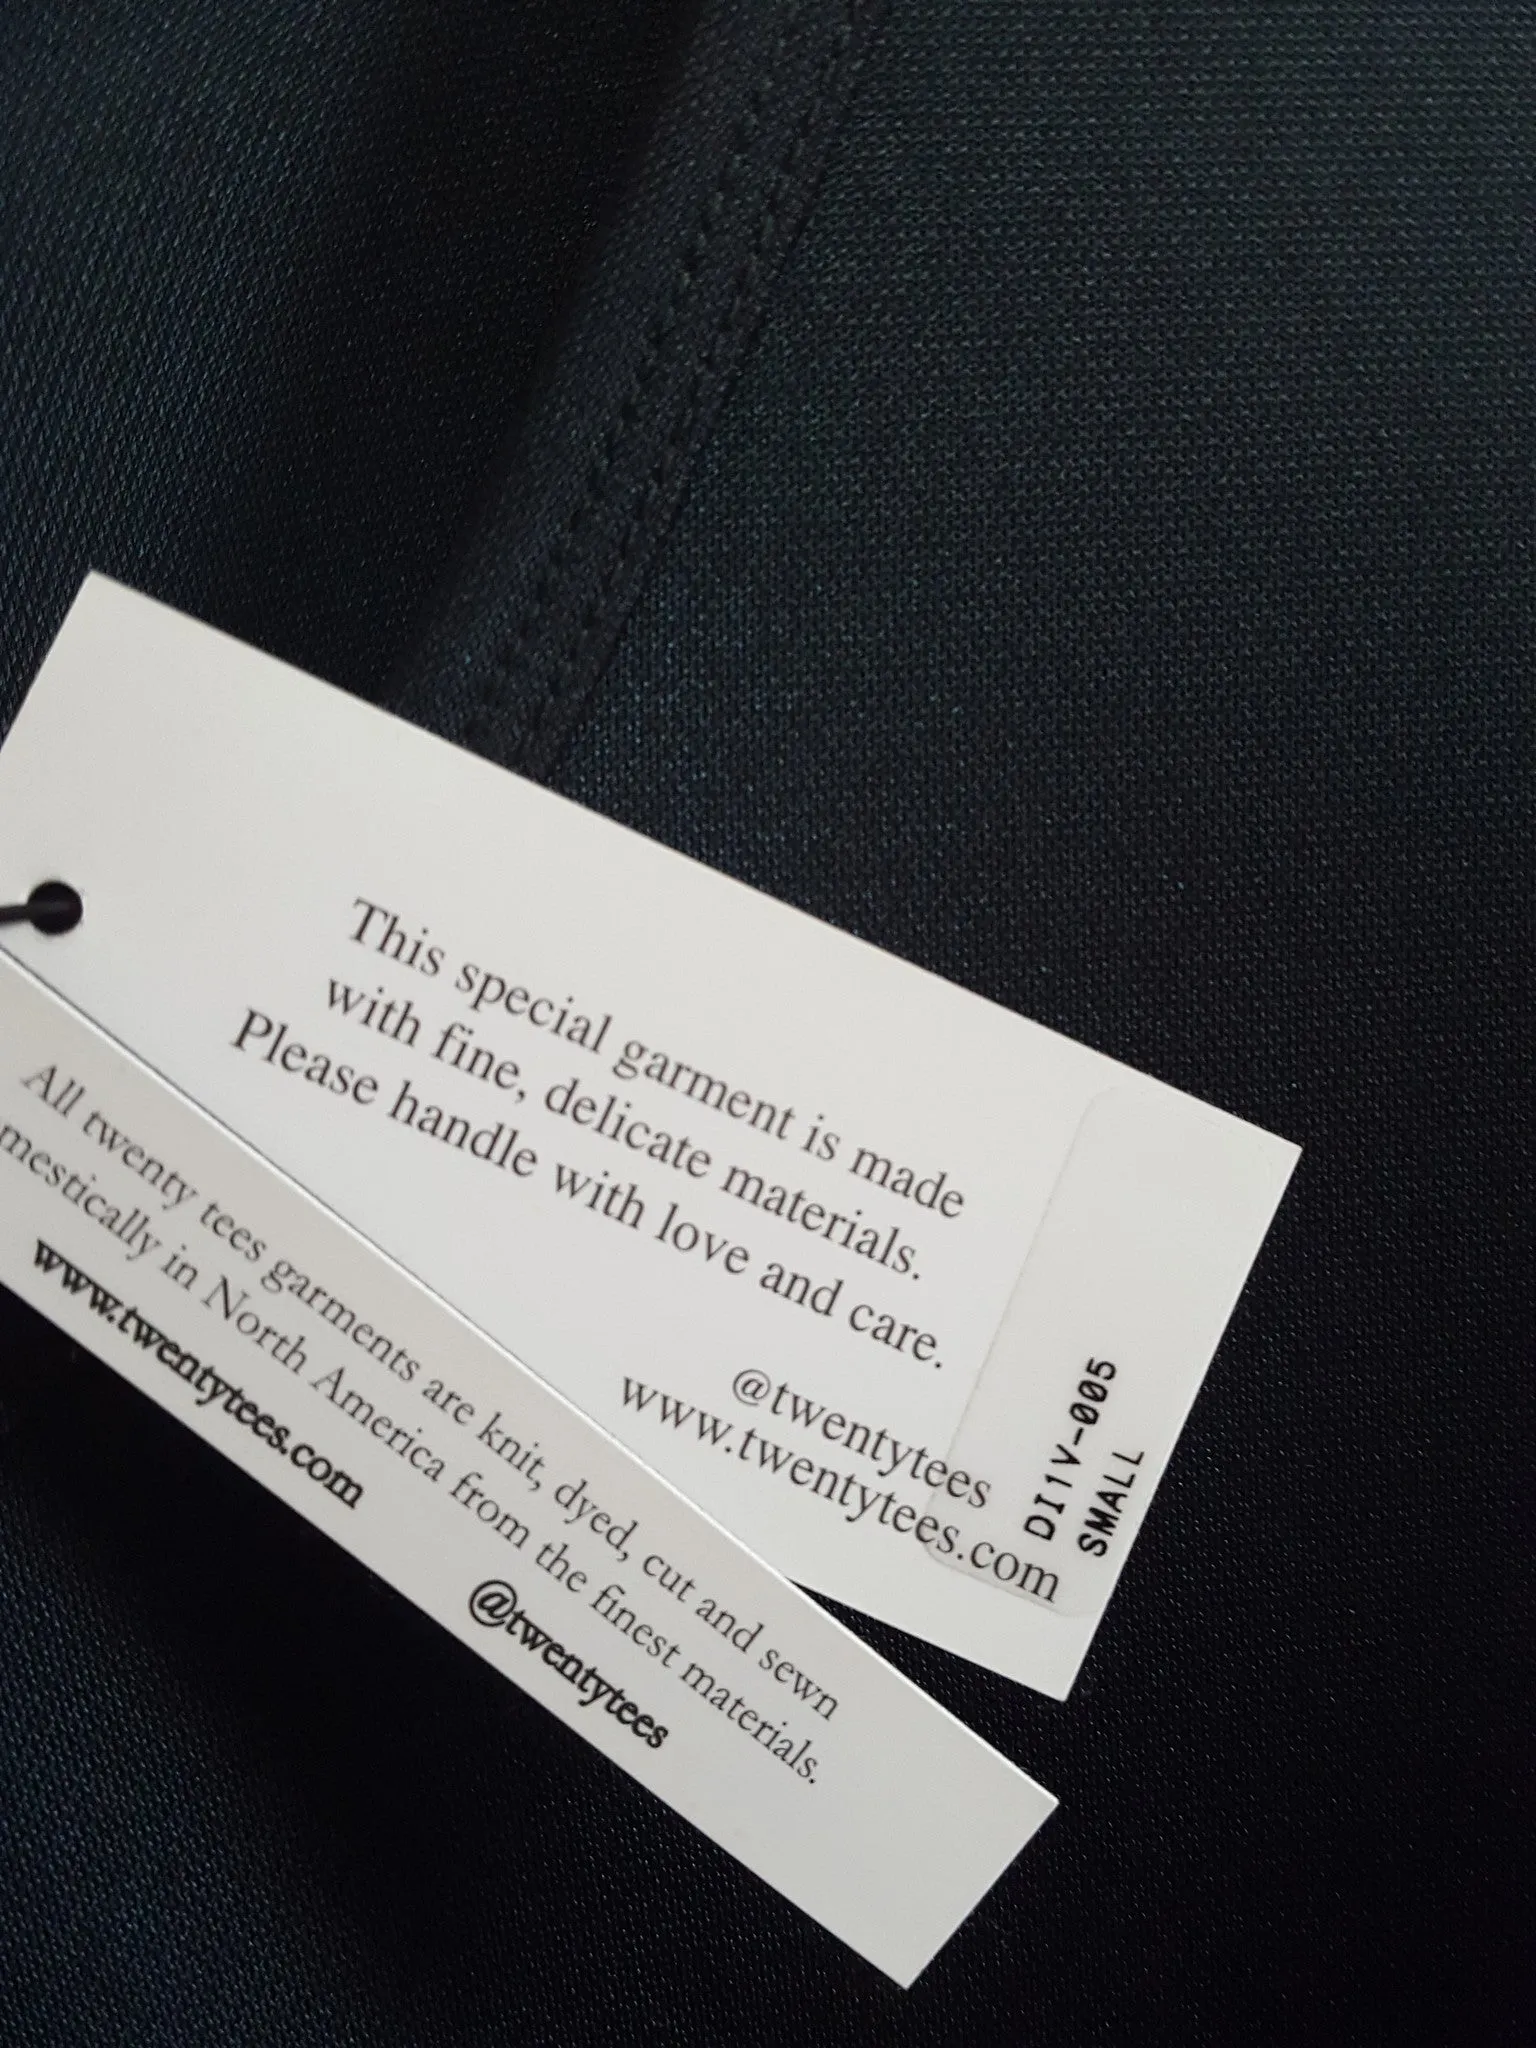 This special garment is made
with fine, delicate materials.
Please handle with love and care.
@twentytees
www.twentytees.com
DI1V-005
SMALL
All twenty tees garments are knit, dyed, cut and sewn
mestically in North America from the finest materials.
www.twentytees.com
@twentytees